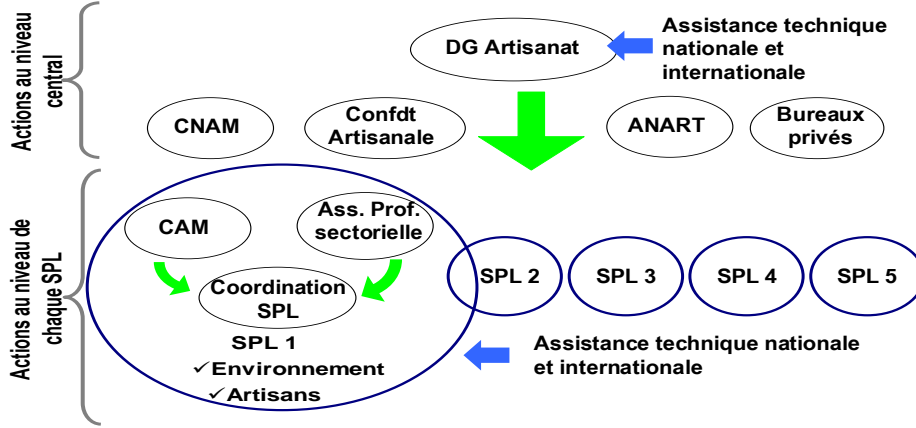 Actions au niveau
central
DG Artisanat
Assistance technique
nationale et
internationale
CNAM
Confdt
Artisanale
ANART
Bureaux
privés
Actions au niveau de
chaque SPL
CAM
Ass. Prof.
sectorielle
Coordination
SPL
SPL 1
✓Environnement
✓Artisans
SPL 2
SPL 3
SPL 4
SPL 5
Assistance technique nationale
et internationale